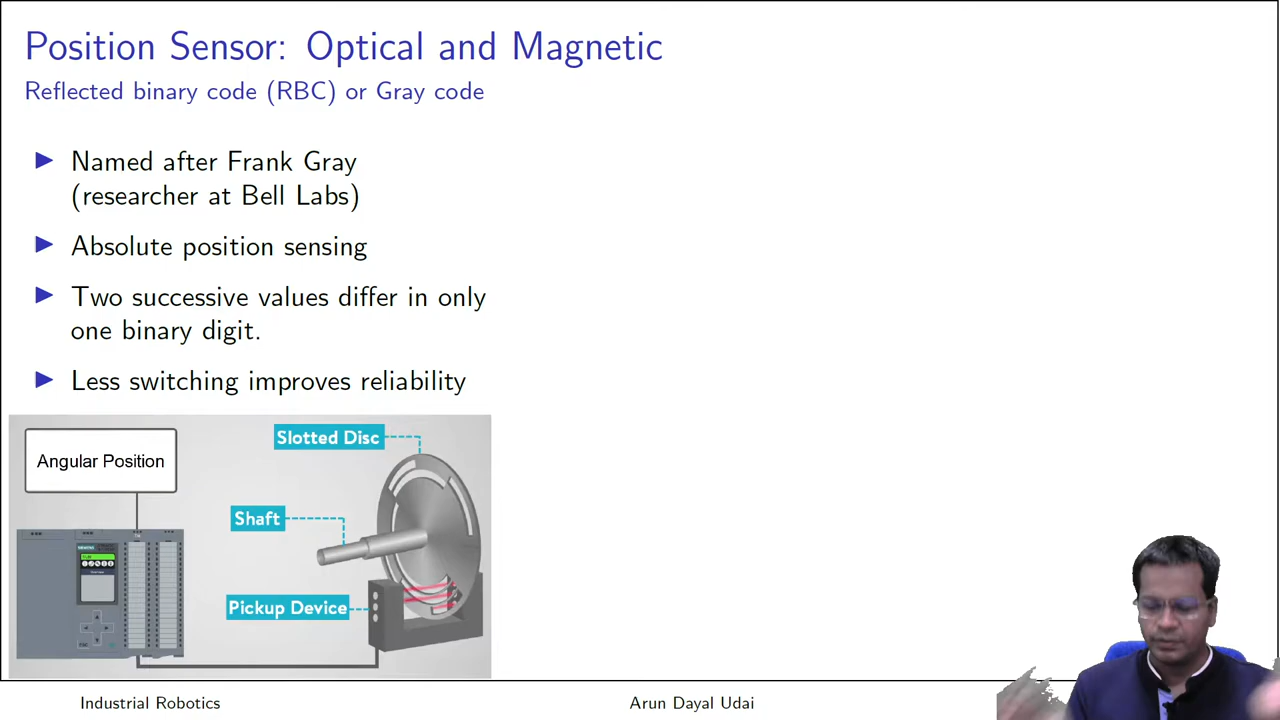 Position Sensor: Optical and Magnetic
Reflected binary code (RBC) or Gray code
Named after Frank Gray
(researcher at Bell Labs)
Absolute position sensing
Two successive values differ in only
one binary digit.
Less switching improves reliability
Slotted Disc
Angular Position
Shaft
Pickup Device
Industrial Robotics
Arun Dayal Udai